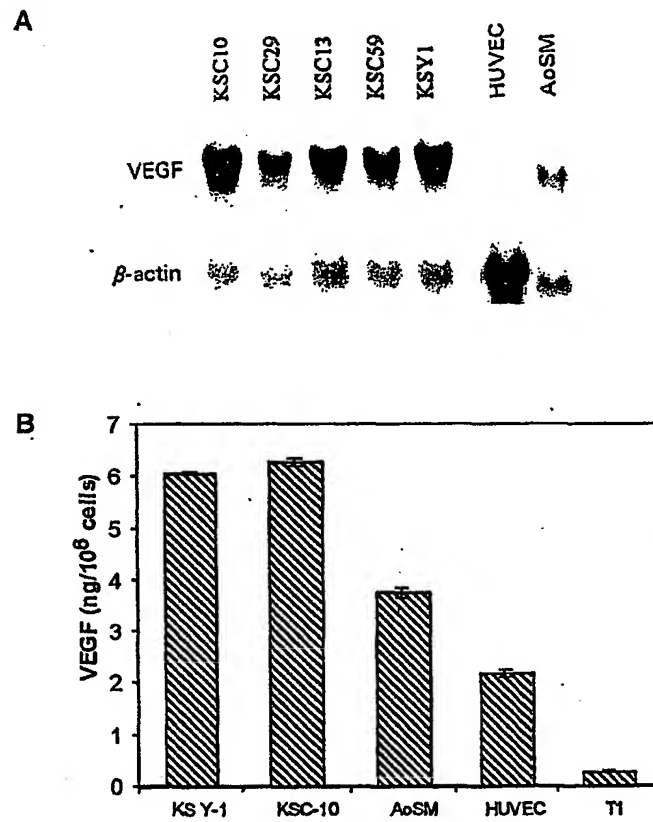 A
KSC10 KSC29 KSC13 KSC59 KSY1 HUVEC AoSM
VEGF
β-actin
B
VEGF (ng/10⁶ cells)
7
6
5
4
3
2
1
0
KS Y-1 KSC-10 AoSM HUVEC T1